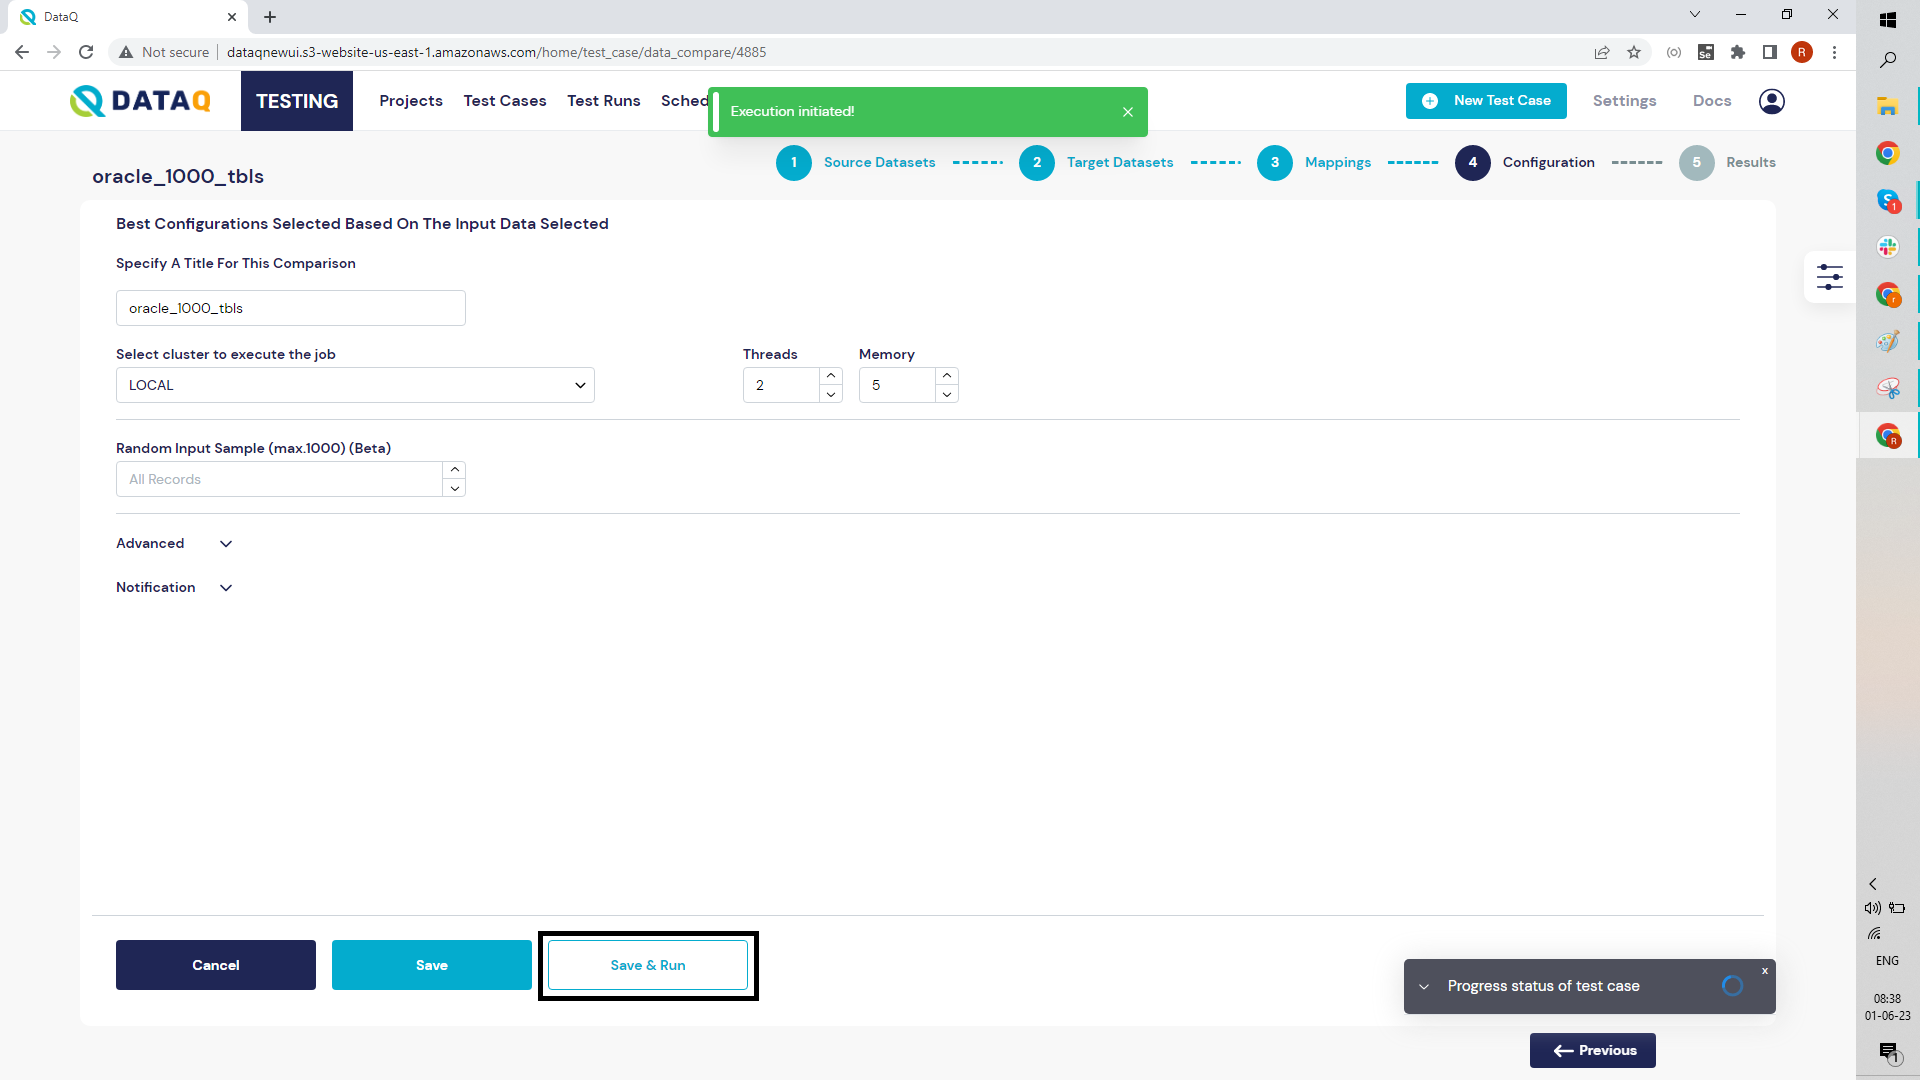 DataQ
Not secure
dataqnewui.s3-website-us-east-1.amazonaws.com/home/test_case/data_compare/4885
Se
R
DATAQ
TESTING
Projects
Test Cases
Test Runs
Sched
Execution initiated!
New Test Case
Settings
Docs
oracle_1000_tbls
1 Source Datasets
2 Target Datasets
3 Mappings
4 Configuration
5 Results
Best Configurations Selected Based On The Input Data Selected
Specify A Title For This Comparison
oracle_1000_tbls
Select cluster to execute the job
Threads
Memory
LOCAL
2
5
Random Input Sample (max.1000) (Beta)
All Records
Advanced
Notification
Cancel
Save
Save & Run
x
Progress status of test case
Previous
S
1
r
R
ENG
08:38
01-06-23
1